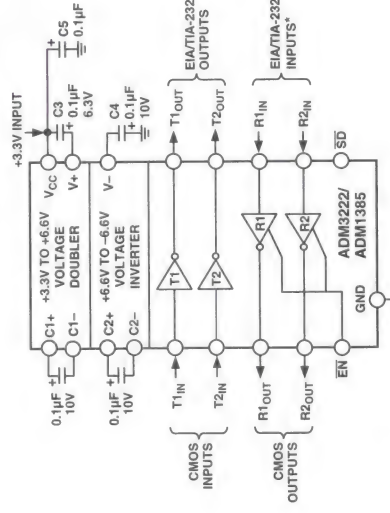 +3.3V INPUT
C5
+
0.1µF
C3
+ 0.1µF
6.3V
VCC
V+
C1+
C1–
+3.3V TO +6.6V
VOLTAGE
DOUBLER
0.1µF
10V
+
C4
+ 0.1µF
10V
V–
C2+
C2–
+6.6V TO –6.6V
VOLTAGE
INVERTER
0.1µF
10V
+
CMOS
INPUTS
T1IN
T1
T1OUT
T2IN
T2
T2OUT
EIA/TIA-232
OUTPUTS
CMOS
OUTPUTS
R1OUT
R1
R1IN
R2OUT
R2
R2IN
EIA/TIA-232
INPUTS*
EN
GND
ADM3222/
ADM1385
SD